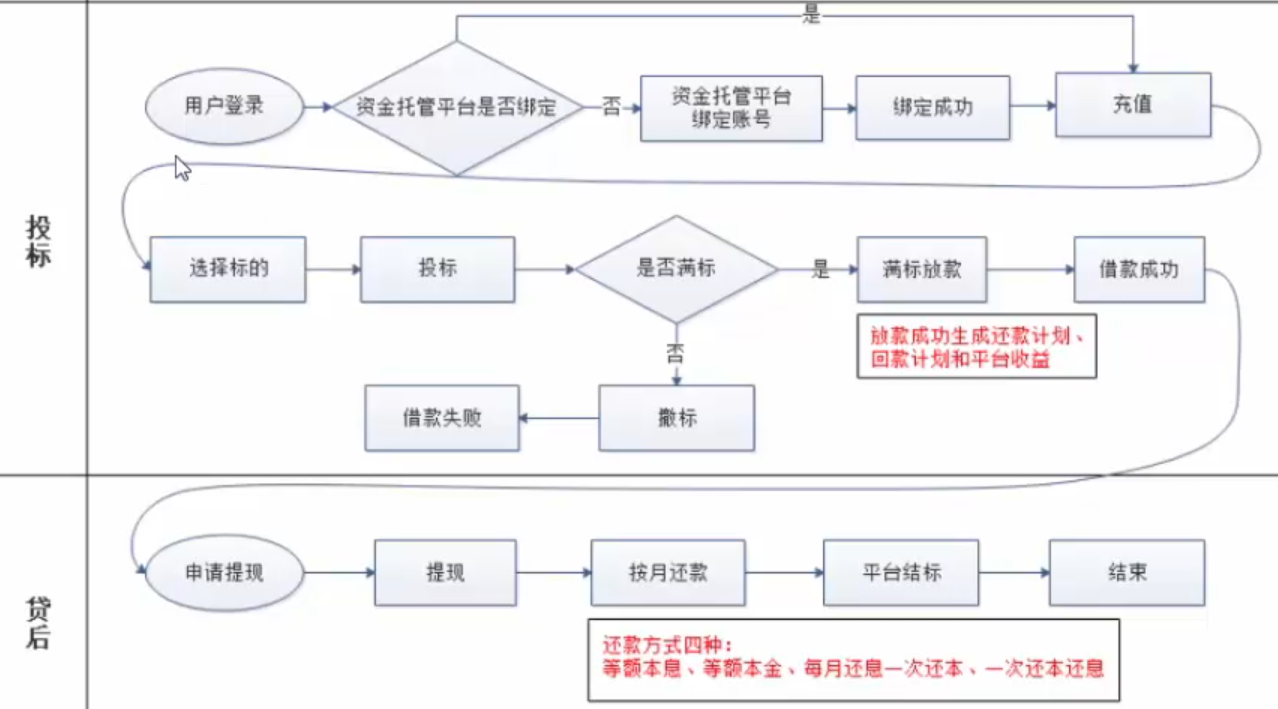 投标
是
用户登录
资金托管平台是否绑定
否
资金托管平台
绑定账号
绑定成功
充值
选择标的
投标
是否满标
是
满标放款
借款成功
放款成功生成还款计划、
回款计划和平台收益
否
借款失败
撤标
贷后
申请提现
提现
按月还款
平台结标
结束
还款方式四种：
等额本息、等额本金、每月还息一次还本、一次还本还息